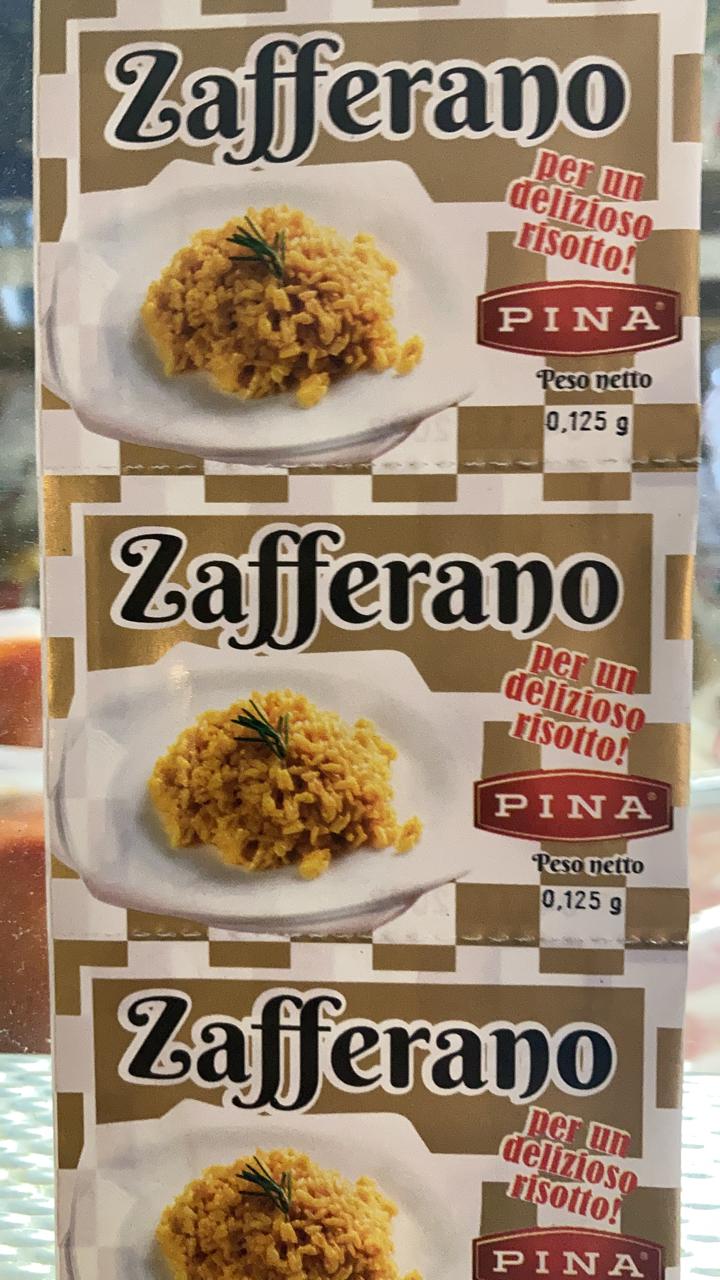 Zafferano
per un
delizioso
risotto!
PINA®
Peso netto
0,125 g
Zafferano
per un
delizioso
risotto!
PINA®
Peso netto
0,125 g
Zafferano
per un
delizioso
risotto!
PINA